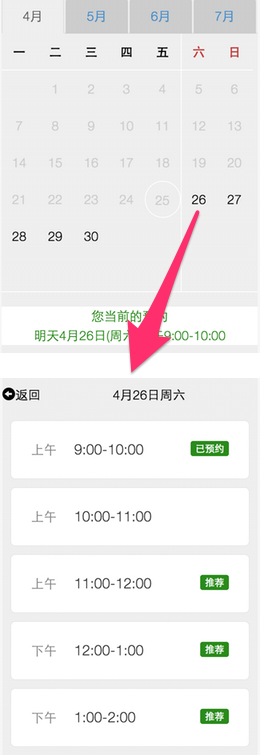 4月 5月 6月 7月
一 二 三 四 五 六 日
1 2 3 4 5 6
7 8 9 10 11 12 13
14 15 16 17 18 19 20
21 22 23 24 25 26 27
28 29 30
您当前的预约
明天4月26日(周六 9:00-10:00
返回 4月26日周六
上午 9:00-10:00 已预约
上午 10:00-11:00
上午 11:00-12:00 推荐
下午 12:00-1:00 推荐
下午 1:00-2:00 推荐